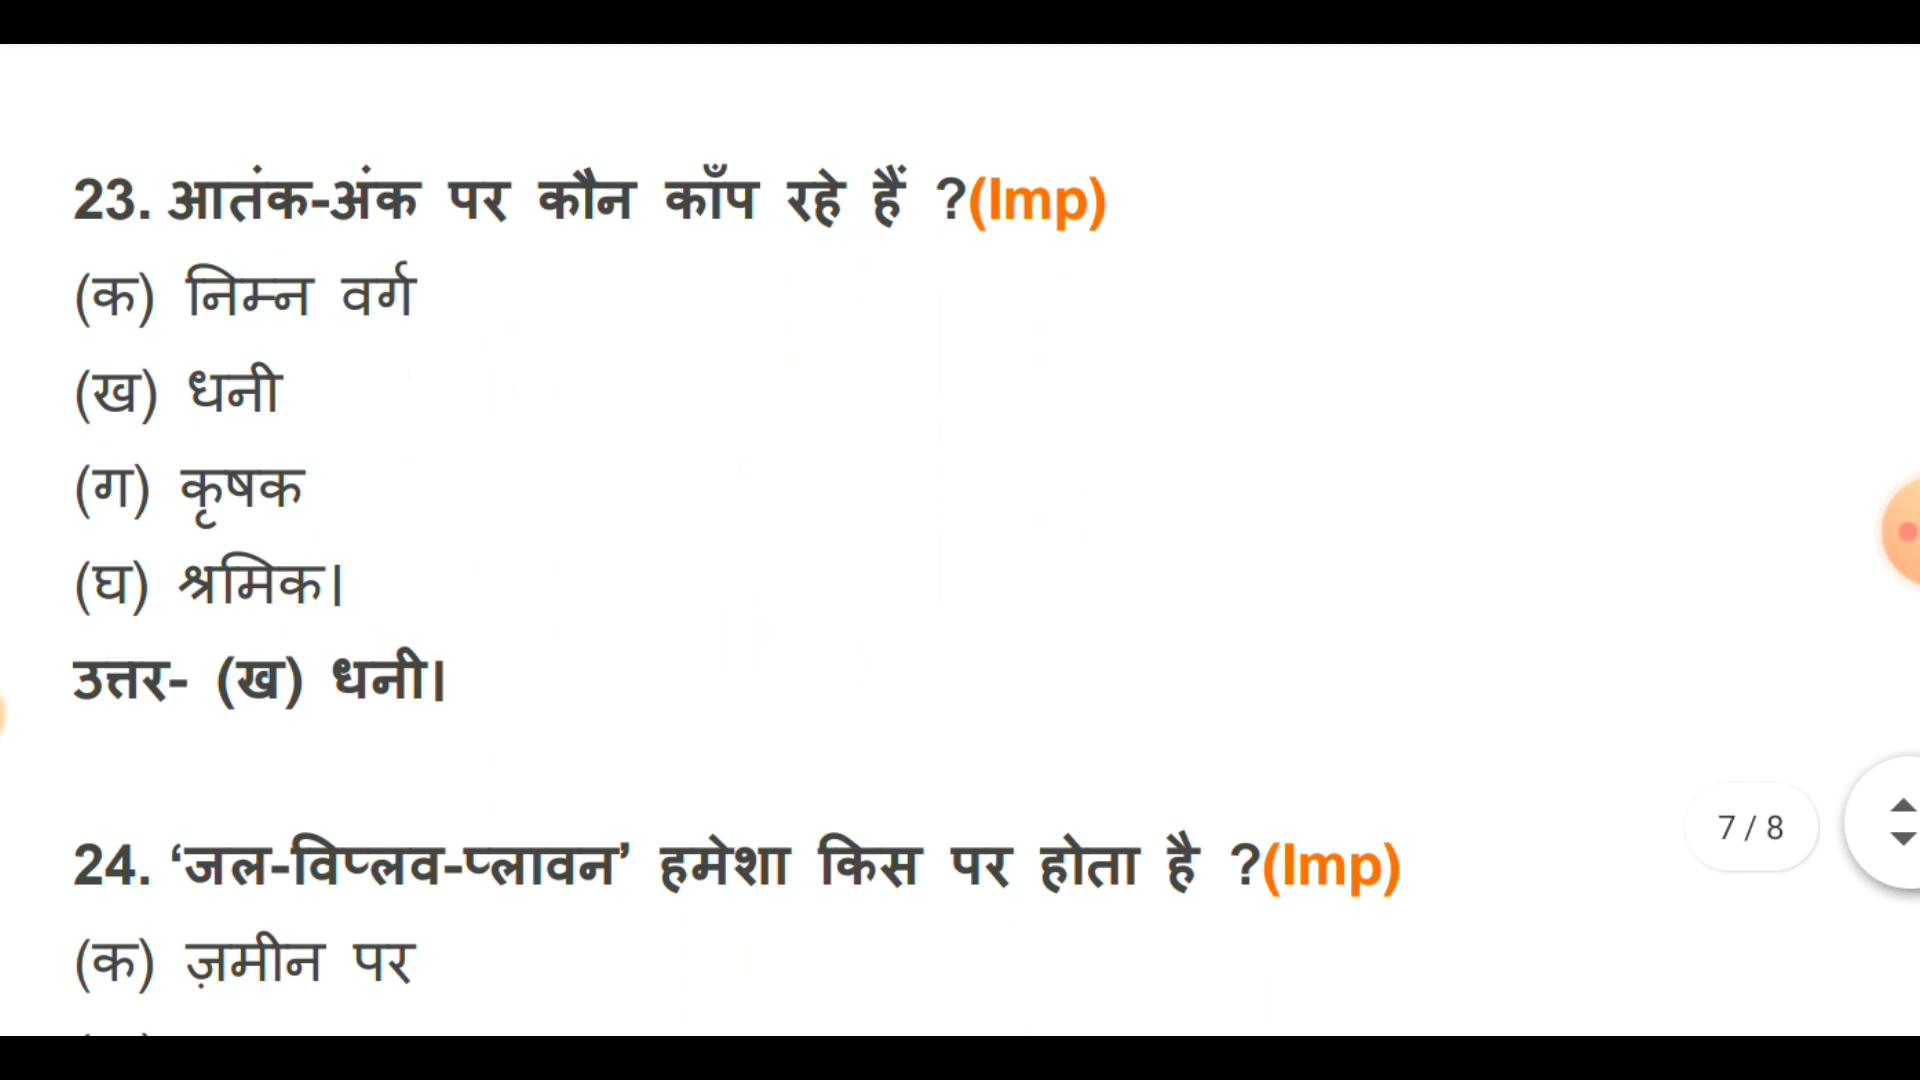 23. आतंक-अंक पर कौन काँप रहे हैं ?(Imp)
(क) निम्न वर्ग
(ख) धनी
(ग) कृषक
(घ) श्रमिक।
उत्तर- (ख) धनी।
7 / 8
24. ‘जल-विप्लव-प्लावन’ हमेशा किस पर होता है ?(Imp)
(क) ज़मीन पर